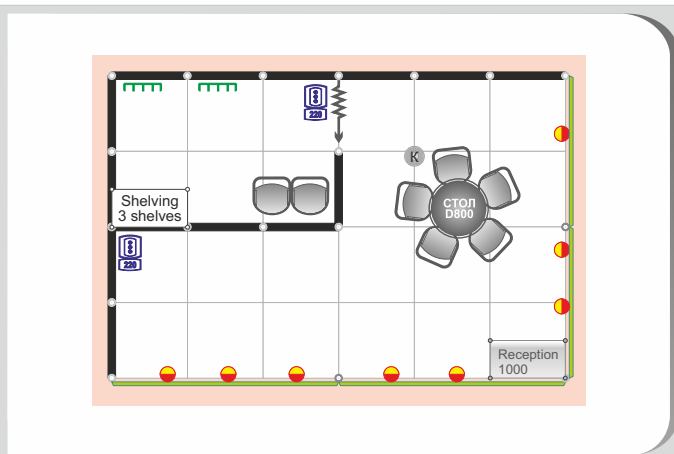 220
K
Shelving
3 shelves
СТОЛ
D800
220
Reception
1000